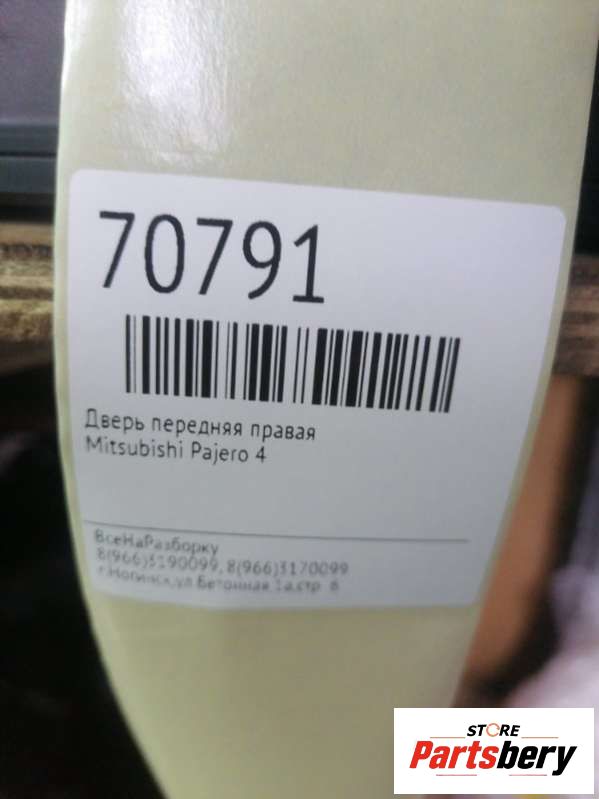 70791
Дверь передняя правая
Mitsubishi Pajero 4
ВсеНаРазборку
8(966)3190099, 8(966)3170099
г.Ногинск,ул.Бетонная 1а,стр. 6
STORE
Partsbery